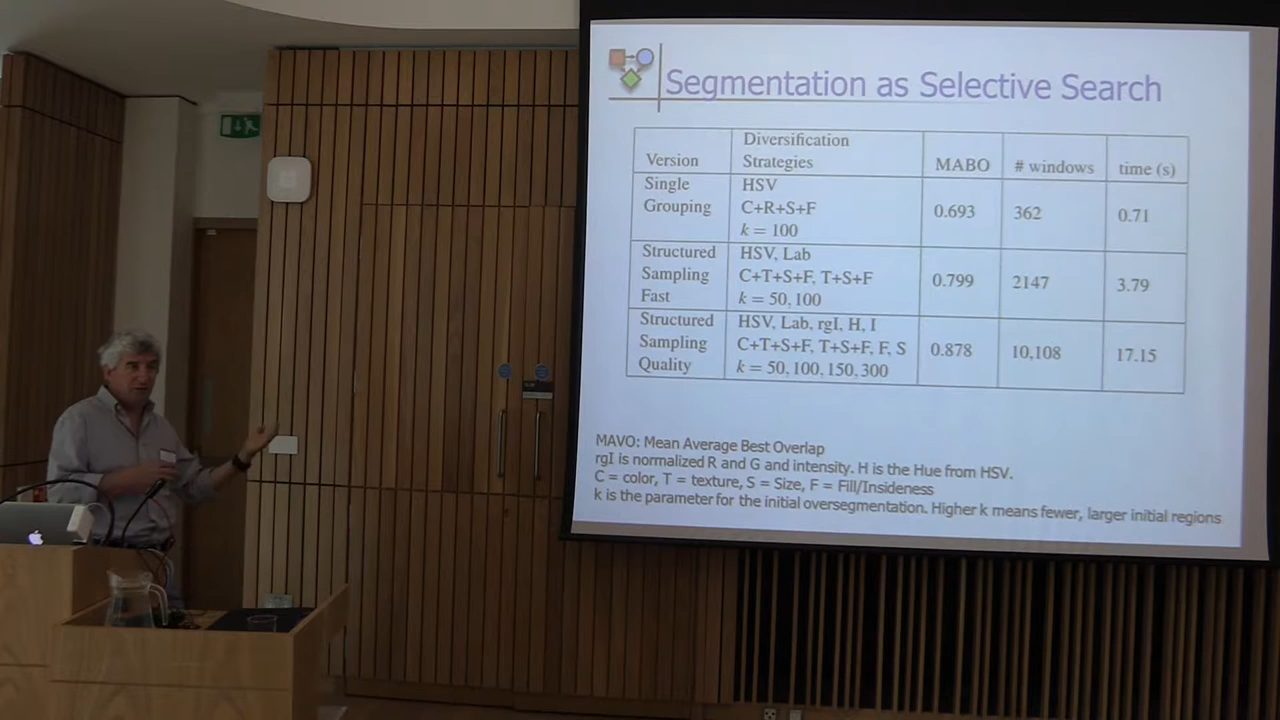 Segmentation as Selective Search
Version Diversification Strategies MABO # windows time (s)
Single Grouping HSV C+R+S+F k = 100 0.693 362 0.71
Structured Sampling Fast HSV, Lab C+T+S+F, T+S+F k = 50, 100 0.799 2147 3.79
Structured Sampling Quality HSV, Lab, rgI, H, I C+T+S+F, T+S+F, F, S k = 50, 100, 150, 300 0.878 10,108 17.15
MAVO: Mean Average Best Overlap
rgI is normalized R and G and intensity. H is the Hue from HSV.
C = color, T = texture, S = Size, F = Fill/Insideness
k is the parameter for the initial oversegmentation. Higher k means fewer, larger initial regions